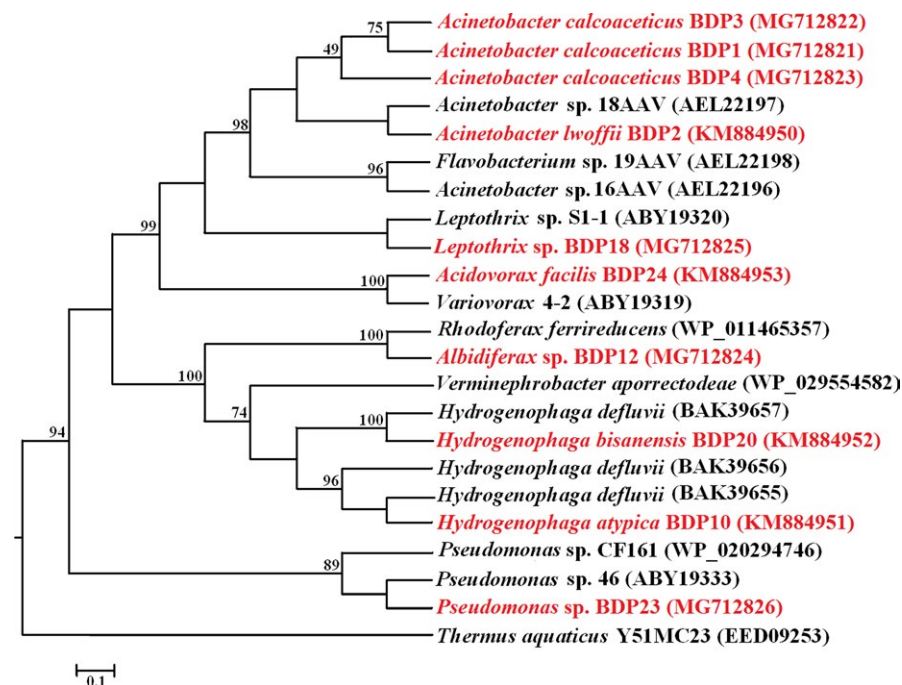 Acinetobacter calcoaceticus BDP3 (MG712822)
75
Acinetobacter calcoaceticus BDP1 (MG712821)
49
Acinetobacter calcoaceticus BDP4 (MG712823)
Acinetobacter sp. 18AAV (AEL22197)
98
Acinetobacter lwoffii BDP2 (KM884950)
Flavobacterium sp. 19AAV (AEL22198)
96
Acinetobacter sp. 16AAV (AEL22196)
Leptothrix sp. S1-1 (ABY19320)
99
Leptothrix sp. BDP18 (MG712825)
Acidovorax facilis BDP24 (KM884953)
100
Variovorax 4-2 (ABY19319)
Rhodoferax ferrireducens (WP_011465357)
100
Albidiferax sp. BDP12 (MG712824)
100
Verminephrobacter aporrectodeae (WP_029554582)
74
Hydrogenophaga defluvii (BAK39657)
100
Hydrogenophaga bisanensis BDP20 (KM884952)
94
Hydrogenophaga defluvii (BAK39656)
96
Hydrogenophaga defluvii (BAK39655)
Hydrogenophaga atypica BDP10 (KM884951)
Pseudomonas sp. CF161 (WP_020294746)
89
Pseudomonas sp. 46 (ABY19333)
Pseudomonas sp. BDP23 (MG712826)
Thermus aquaticus Y51MC23 (EED09253)
0.1